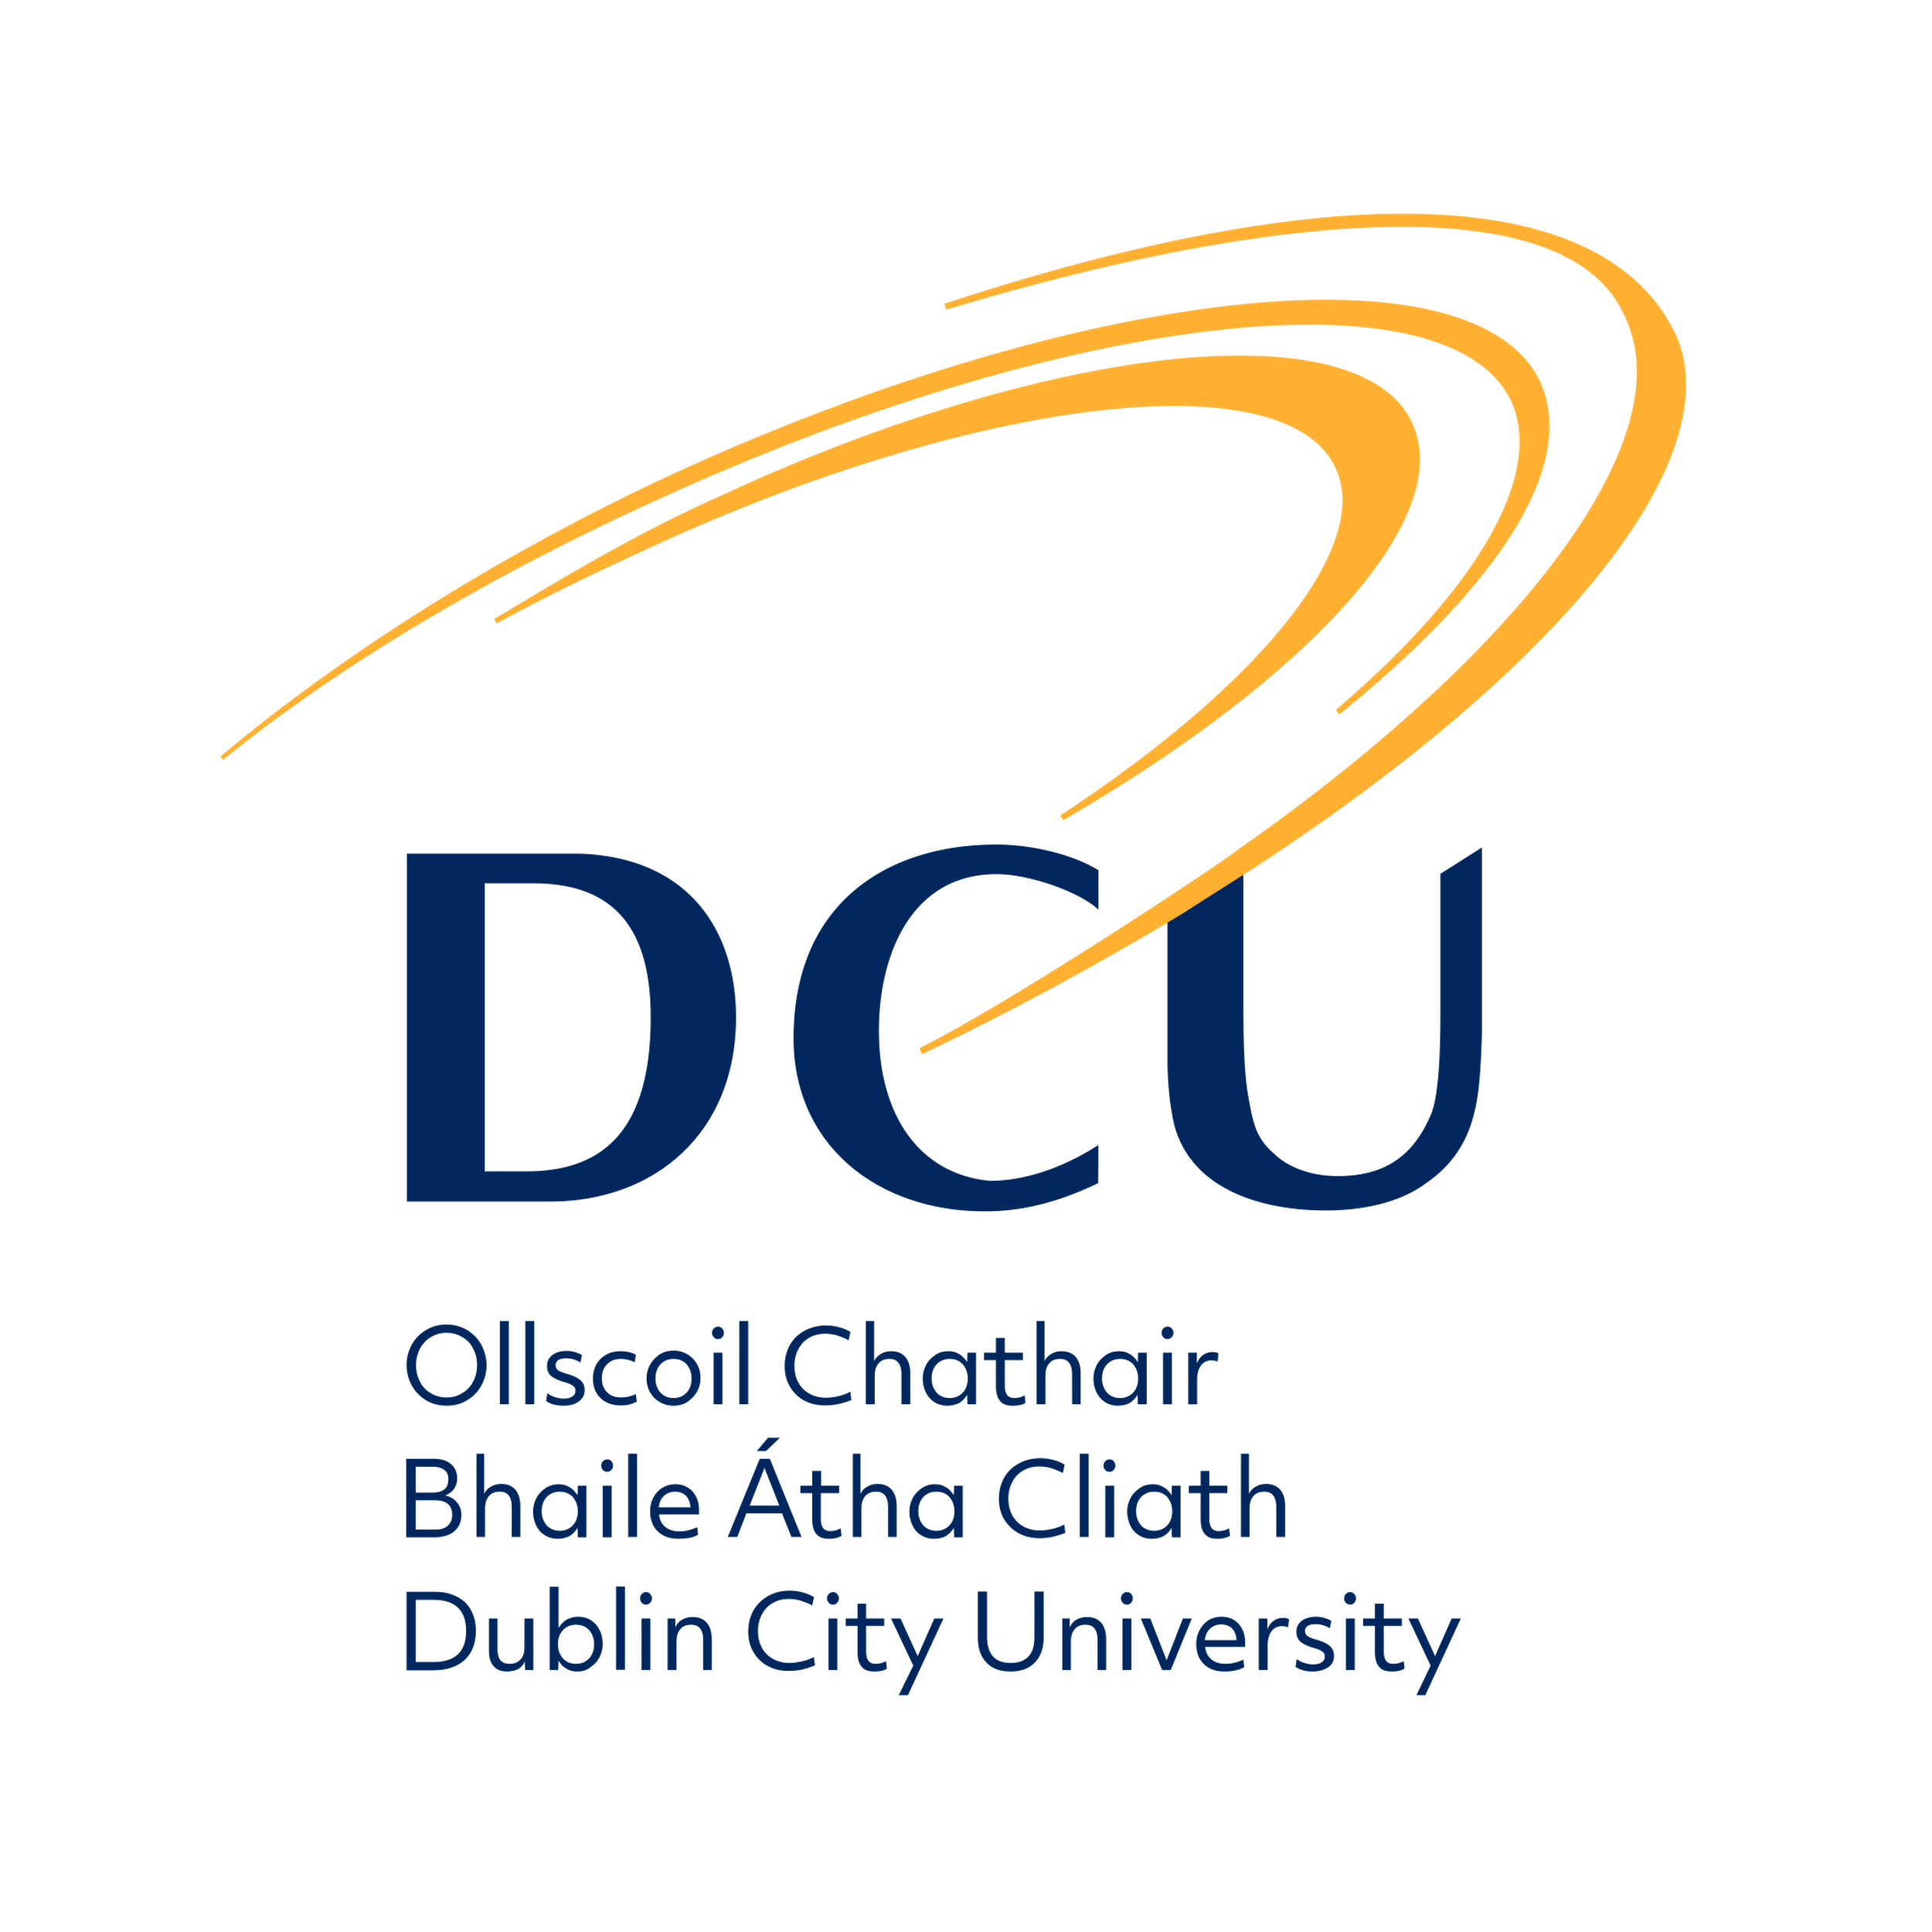 DCU
Ollscoil Chathair
Bhaile Átha Cliath
Dublin City University